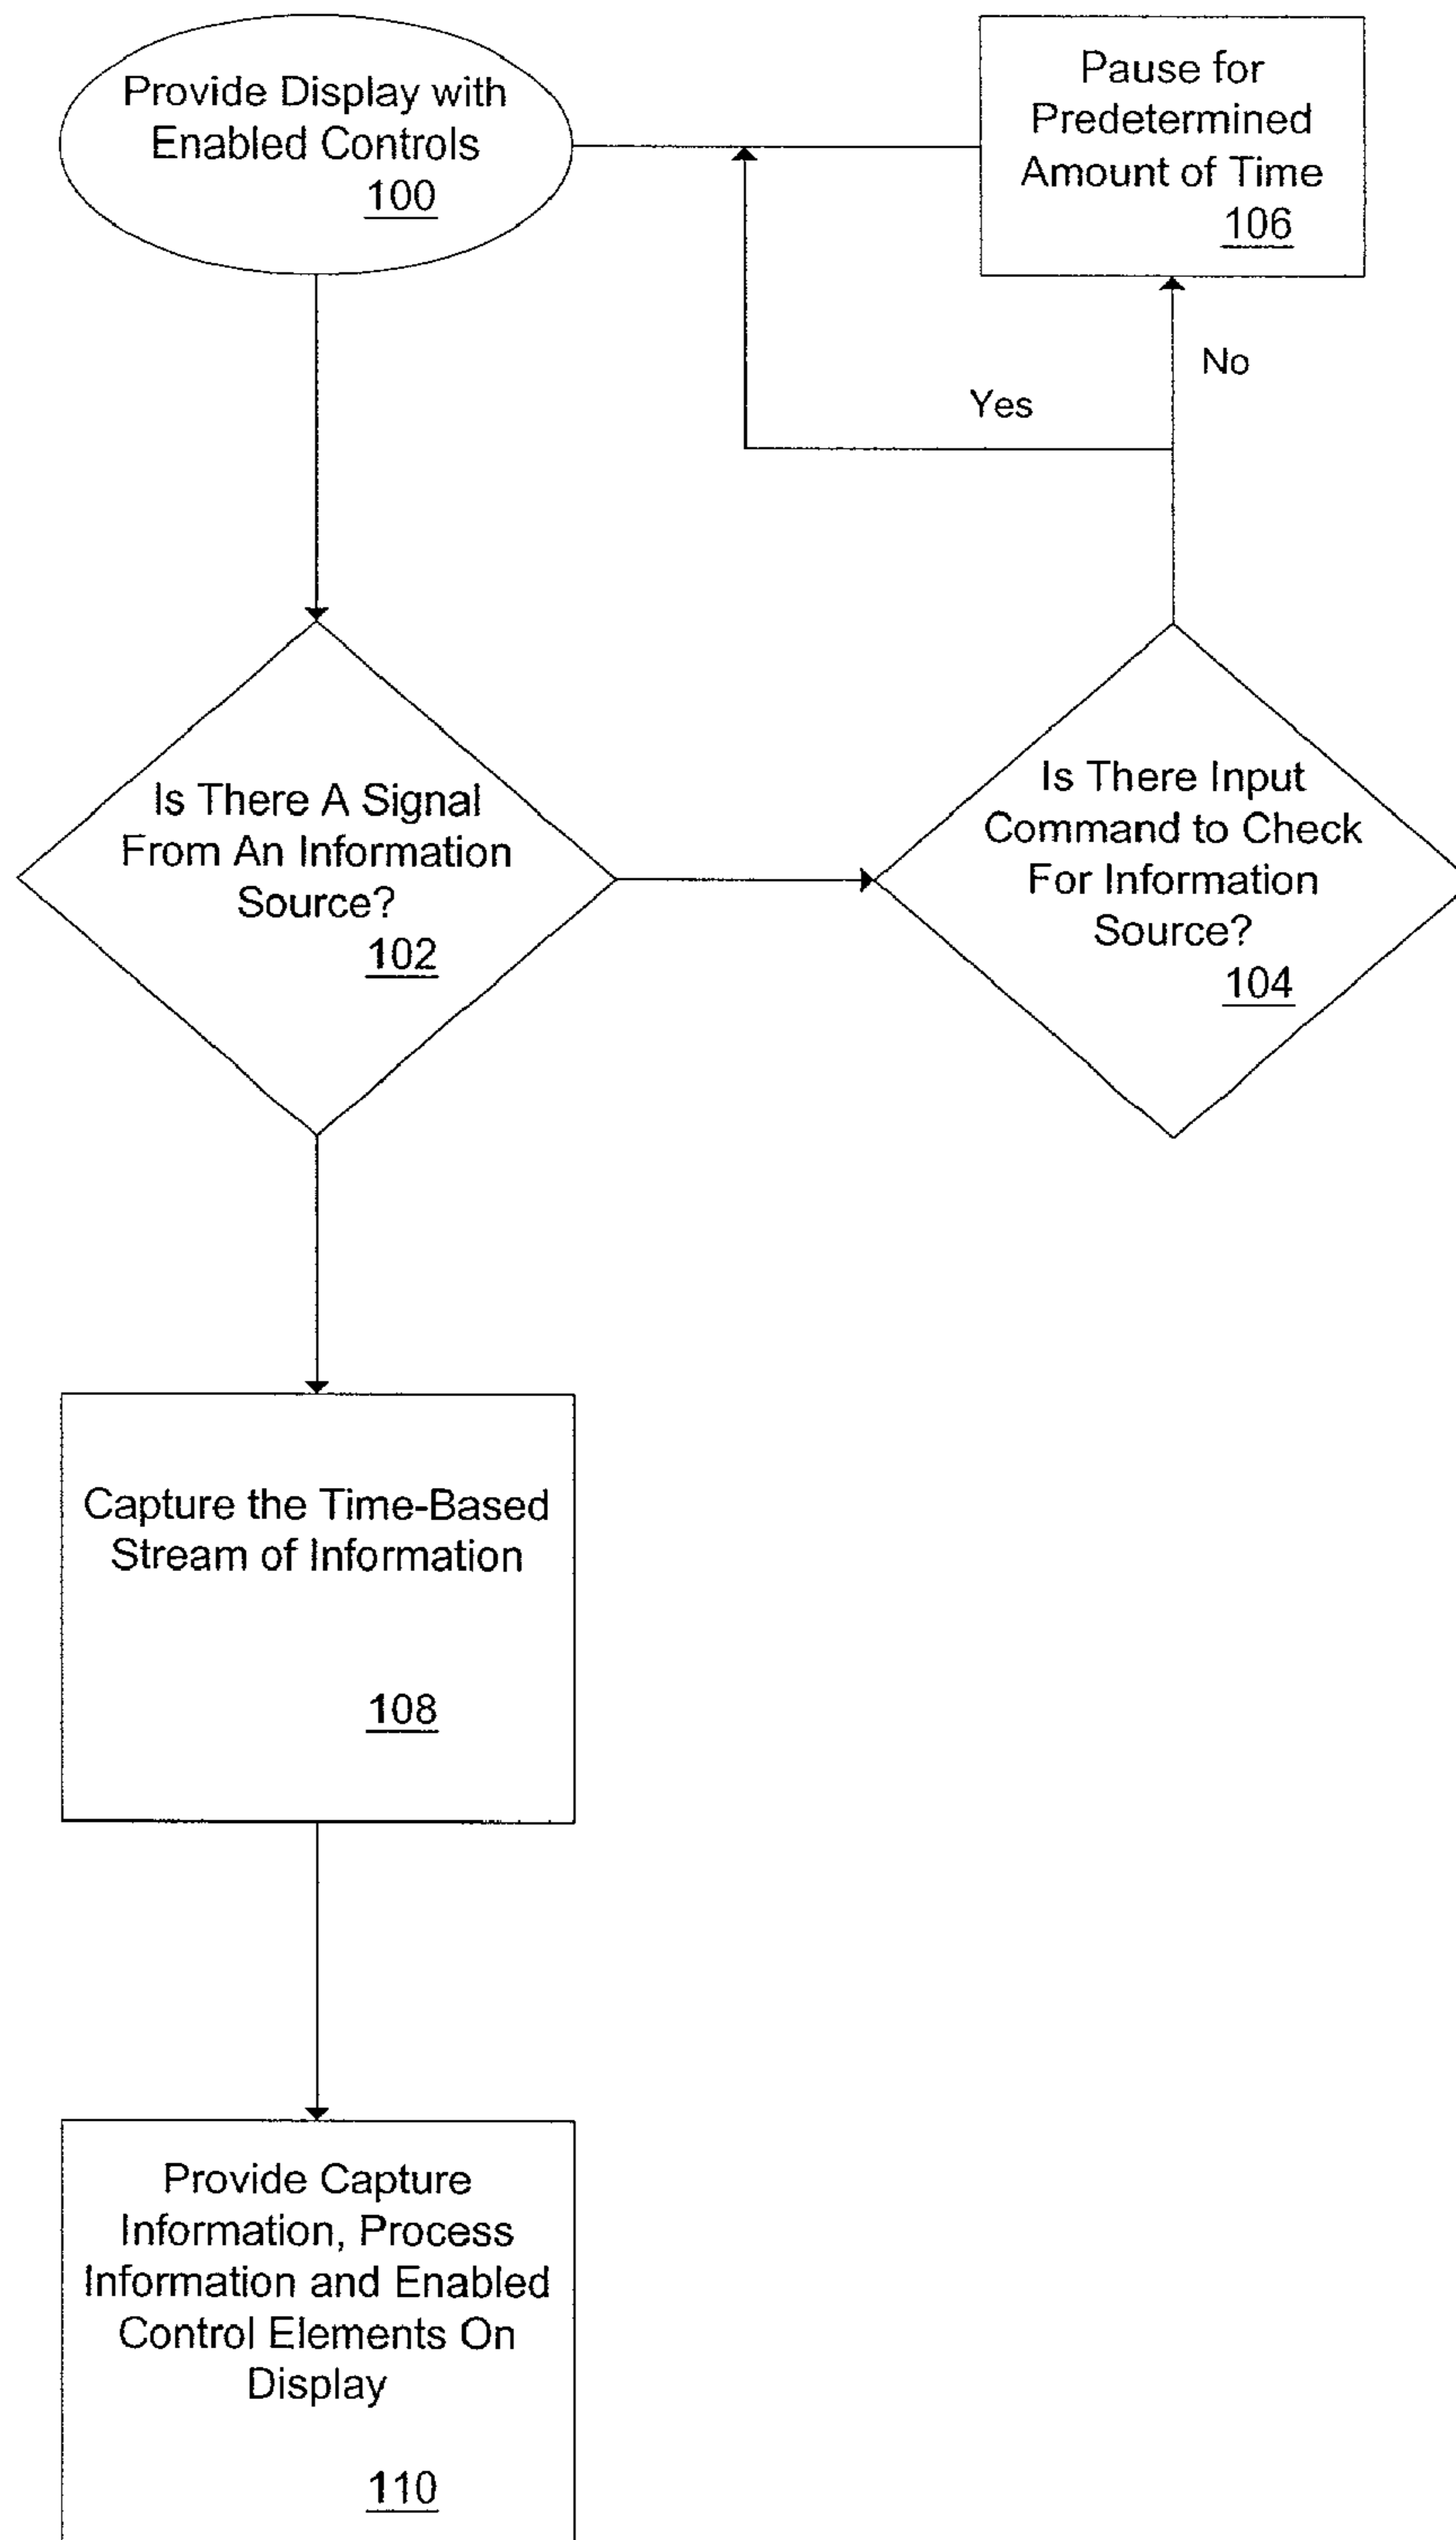 Provide Display with
Enabled Controls
100
Pause for
Predetermined
Amount of Time
106
No
Yes
Is There A Signal
From An Information
Source?
102
Is There Input
Command to Check
For Information
Source?
104
Capture the Time-Based
Stream of Information
108
Provide Capture
Information, Process
Information and Enabled
Control Elements On
Display
110